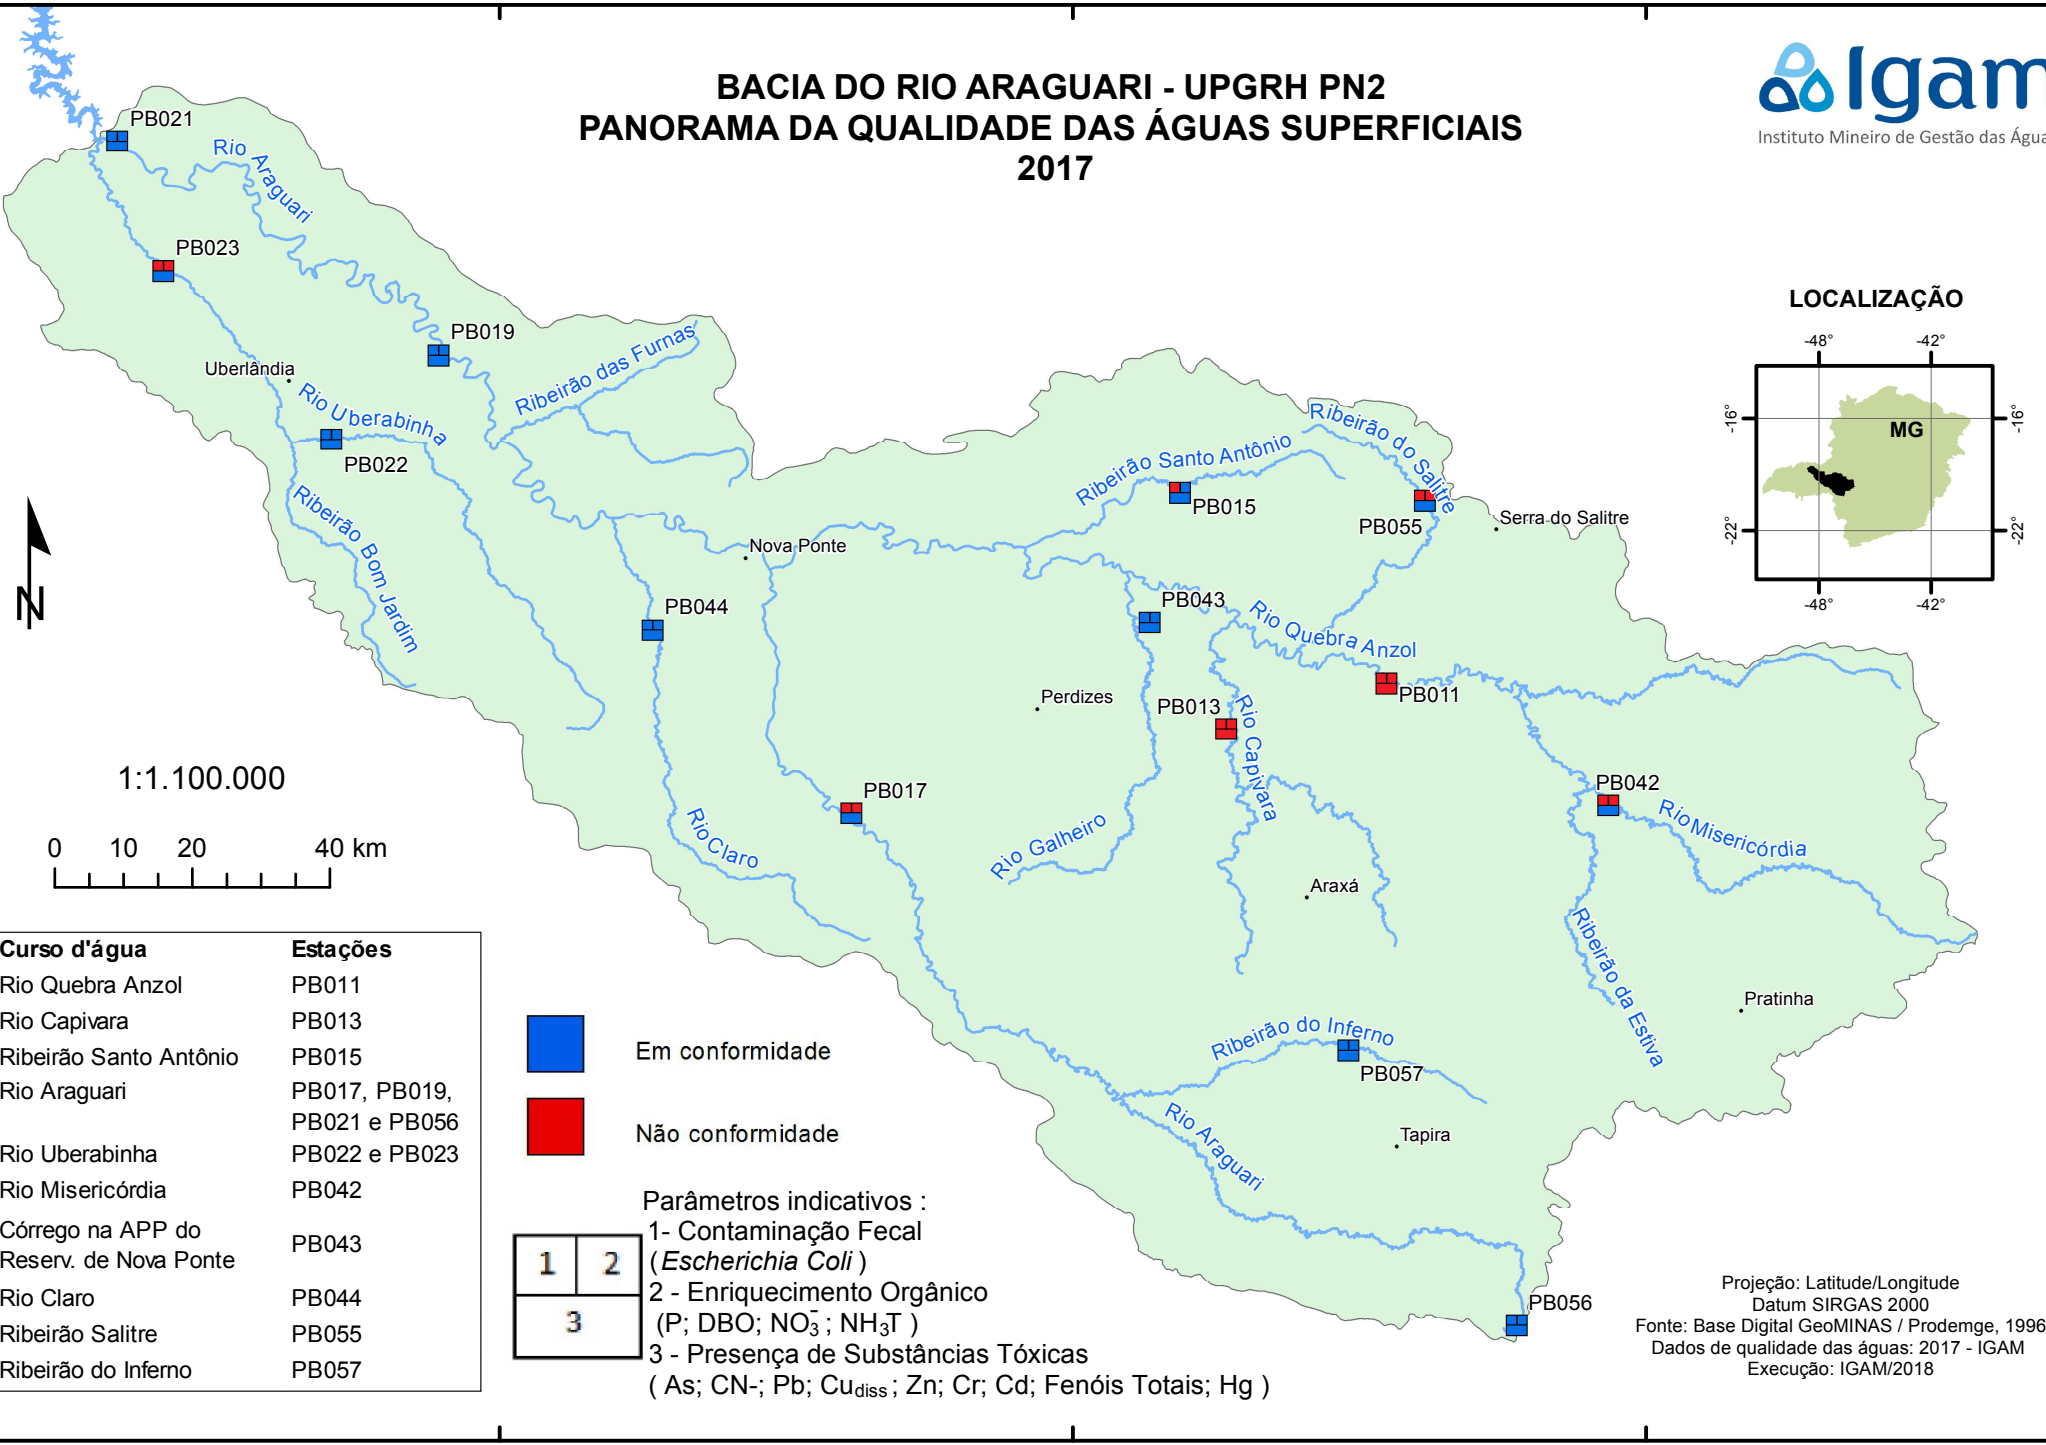 BACIA DO RIO ARAGUARI - UPGRH PN2
PANORAMA DA QUALIDADE DAS ÁGUAS SUPERFICIAIS
2017
Igam
Instituto Mineiro de Gestão das Água
PB021
Rio Araguari
PB023
PB019
Uberlândia
Ribeirão das Furnas
Rio Uberabinha
PB022
Ribeirão Bom Jardim
Ribeirão Santo Antônio
PB015
Ribeirão do Salitre
PB055
Serra do Salitre
Nova Ponte
PB044
PB043
Rio Quebra Anzol
PB011
Perdizes
PB013
Rio Capivara
PB017
PB042
Rio Misericórdia
Rio Claro
Rio Galheiro
Araxá
Ribeirão da Estiva
Pratinha
Ribeirão do Inferno
PB057
Rio Araguari
Tapira
PB056
LOCALIZAÇÃO
-48° -42°
-16° -16°
MG
-22° -22°
-48° -42°
N
1:1.100.000
0 10 20 40 km
Curso d'água Estações
Rio Quebra Anzol PB011
Rio Capivara PB013
Ribeirão Santo Antônio PB015
Rio Araguari PB017, PB019,
PB021 e PB056
Rio Uberabinha PB022 e PB023
Rio Misericórdia PB042
Córrego na APP do
Reserv. de Nova Ponte PB043
Rio Claro PB044
Ribeirão Salitre PB055
Ribeirão do Inferno PB057
Em conformidade
Não conformidade
Parâmetros indicativos :
1 2
3
1- Contaminação Fecal
(Escherichia Coli )
2 - Enriquecimento Orgânico
(P; DBO; NO₃⁻; NH₃T )
3 - Presença de Substâncias Tóxicas
( As; CN-; Pb; Cudiss ; Zn; Cr; Cd; Fenóis Totais; Hg )
Projeção: Latitude/Longitude
Datum SIRGAS 2000
Fonte: Base Digital GeoMINAS / Prodemge, 1996
Dados de qualidade das águas: 2017 - IGAM
Execução: IGAM/2018